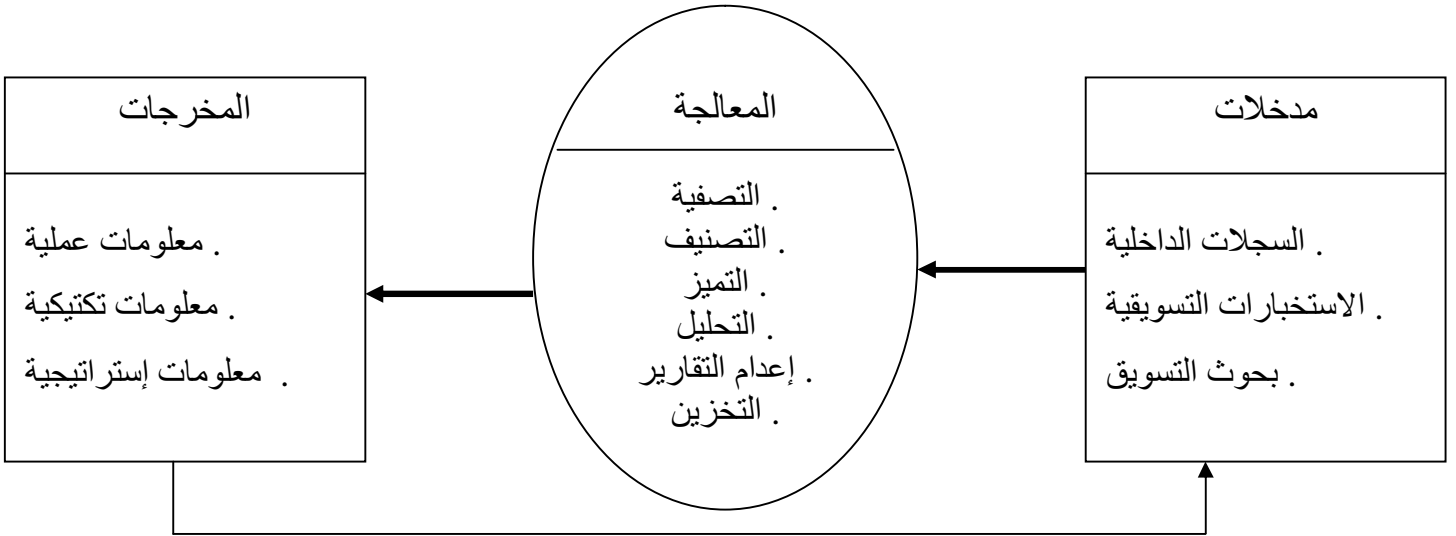 مدخلات
. السجلات الداخلية
. الاستخبارات التسويقية
. بحوث التسويق
المعالجة
. التصفية
. التصنيف
. التميز
. التحليل
. إعدام التقارير
. التخزين
المخرجات
. معلومات عملية
. معلومات تكتيكية
. معلومات إستراتيجية